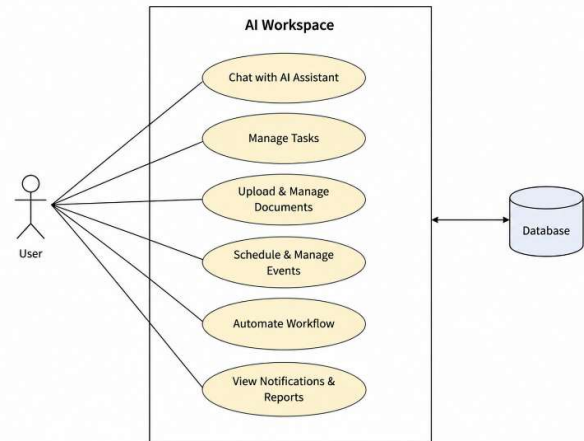 AI Workspace
Chat with AI Assistant
Manage Tasks
Upload & Manage
Documents
Schedule & Manage
Events
Automate Workflow
View Notifications &
Reports
User
Database